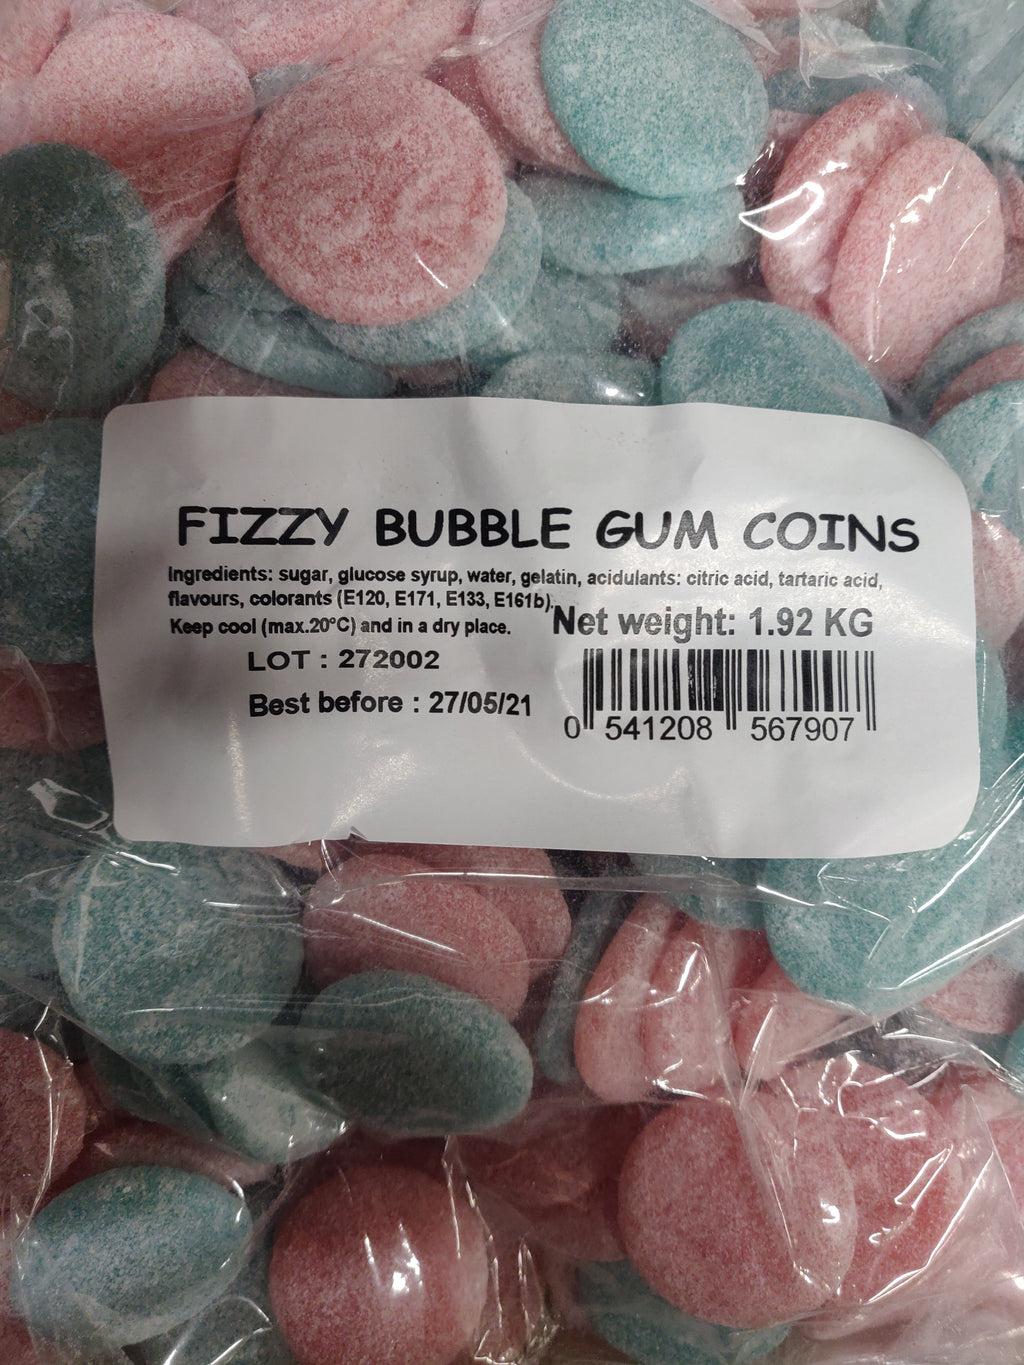 FIZZY BUBBLE GUM COINS
Ingredients: sugar, glucose syrup, water, gelatin, acidulants: citric acid, tartaric acid,
flavours, colorants (E120, E171, E133, E161b).
Keep cool (max.20°C) and in a dry place.
Net weight: 1.92 KG
LOT : 272002
Best before : 27/05/21
0 541208 567907